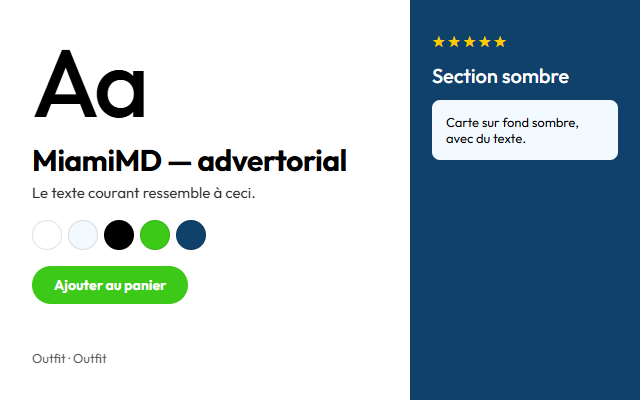 Aa
MiamiMD — advertorial
Le texte courant ressemble à ceci.
Ajouter au panier
Outfit · Outfit
★★★★★
Section sombre
Carte sur fond sombre,
avec du texte.